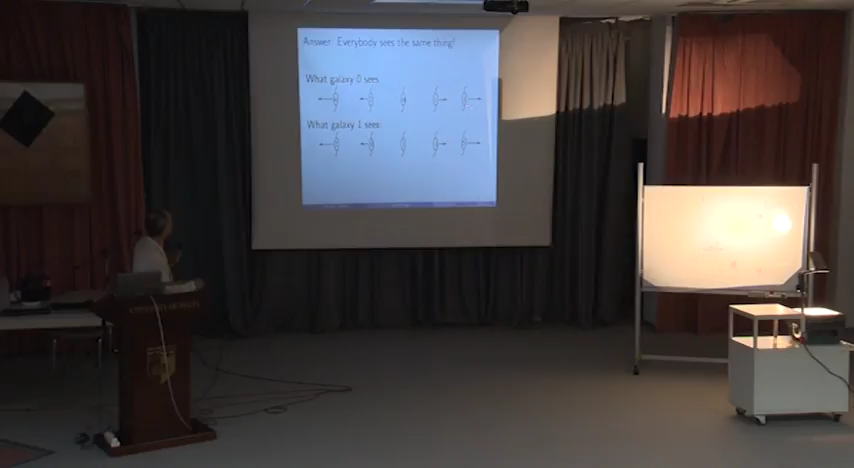 Answer: Everybody sees the same thing!
What galaxy 0 sees
What galaxy 1 sees: